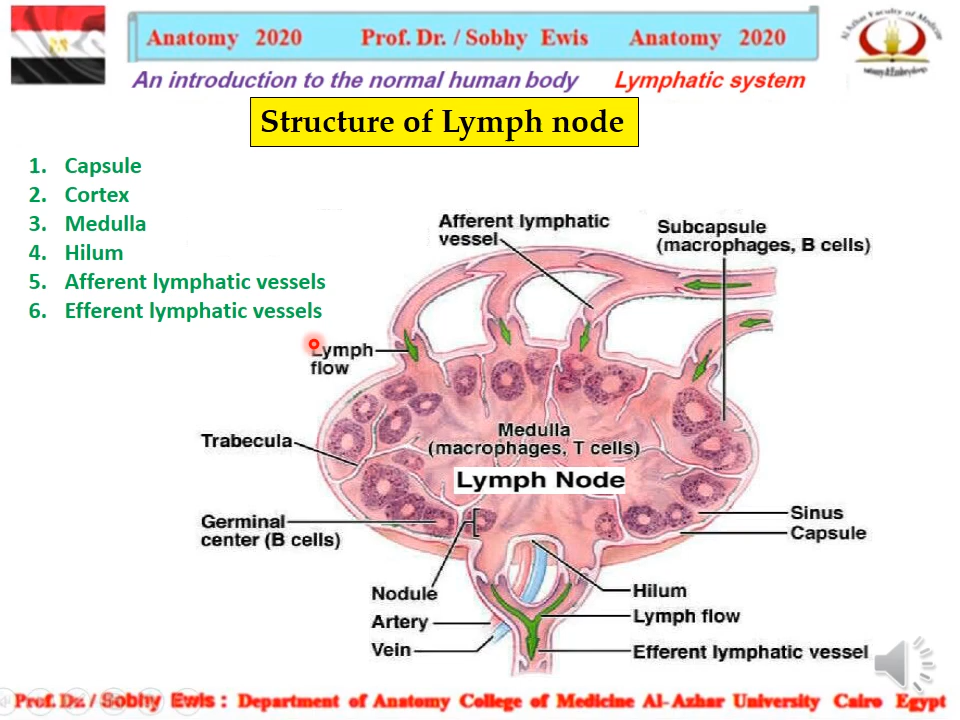 Anatomy 2020 Prof. Dr. / Sobhy Ewis Anatomy 2020
An introduction to the normal human body Lymphatic system
Structure of Lymph node
1. Capsule
2. Cortex
3. Medulla
4. Hilum
5. Afferent lymphatic vessels
6. Efferent lymphatic vessels
Afferent lymphatic
vessel
Subcapsule
(macrophages, B cells)
Lymph
flow
Trabecula
Medulla
(macrophages, T cells)
Lymph Node
Germinal
center (B cells)
Sinus
Capsule
Nodule
Artery
Vein
Hilum
Lymph flow
Efferent lymphatic vessel
Prof. Dr. / Sobhy Ewis : Department of Anatomy College of Medicine Al-Azhar University Cairo Egypt